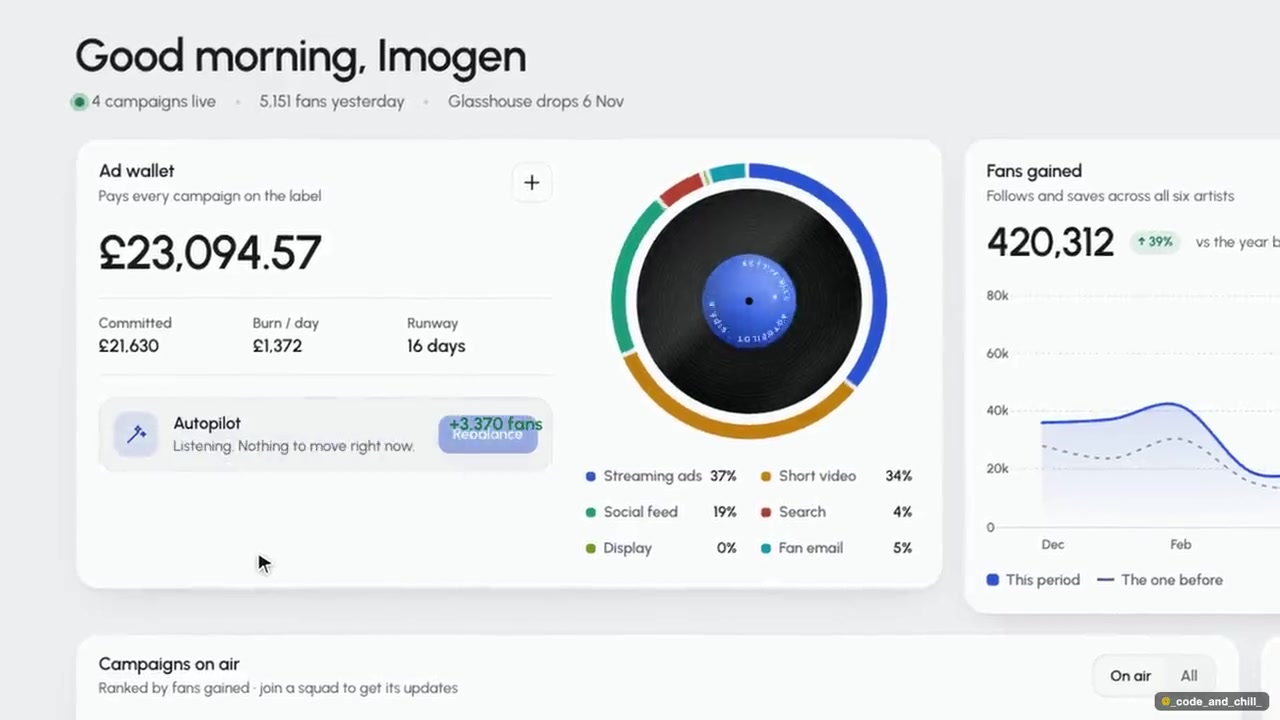 Good morning, Imogen
4 campaigns live • 5,151 fans yesterday • Glasshouse drops 6 Nov
Ad wallet
Pays every campaign on the label
£23,094.57
Committed Burn / day Runway
£21,630 £1,372 16 days
Autopilot
Listening. Nothing to move right now.
+3,370 fans
Rebalance
Streaming ads 37% Short video 34%
Social feed 19% Search 4%
Display 0% Fan email 5%
Fans gained
Follows and saves across all six artists
420,312 ↑ 39% vs the year b
80k
60k
40k
20k
0
Dec Feb
This period The one before
Campaigns on air
Ranked by fans gained · join a squad to get its updates
On air All
@_code_and_chill_